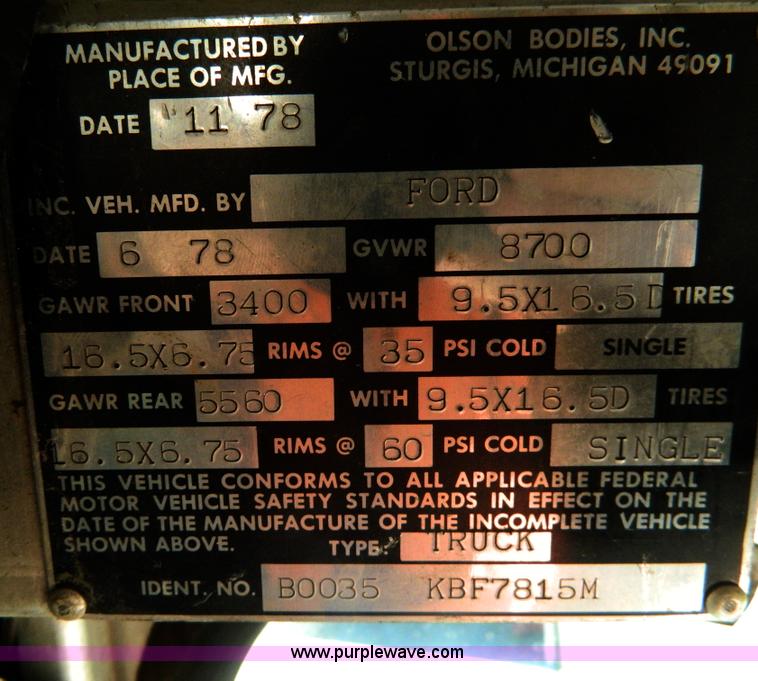 MANUFACTURED BY OLSON BODIES, INC.
PLACE OF MFG. STURGIS, MICHIGAN 49091
DATE 11 78
INC. VEH. MFD. BY FORD
DATE 6 78 GVWR 8700
GAWR FRONT 3400 WITH 9.5X16.5D TIRES
16.5X6.75 RIMS @ 35 PSI COLD SINGLE
GAWR REAR 5560 WITH 9.5X16.5D TIRES
16.5X6.75 RIMS @ 60 PSI COLD SINGLE
THIS VEHICLE CONFORMS TO ALL APPLICABLE FEDERAL
MOTOR VEHICLE SAFETY STANDARDS IN EFFECT ON THE
DATE OF THE MANUFACTURE OF THE INCOMPLETE VEHICLE
SHOWN ABOVE. TYPE: TRUCK
IDENT. NO. B0035 KBF7815M
www.purplewave.com